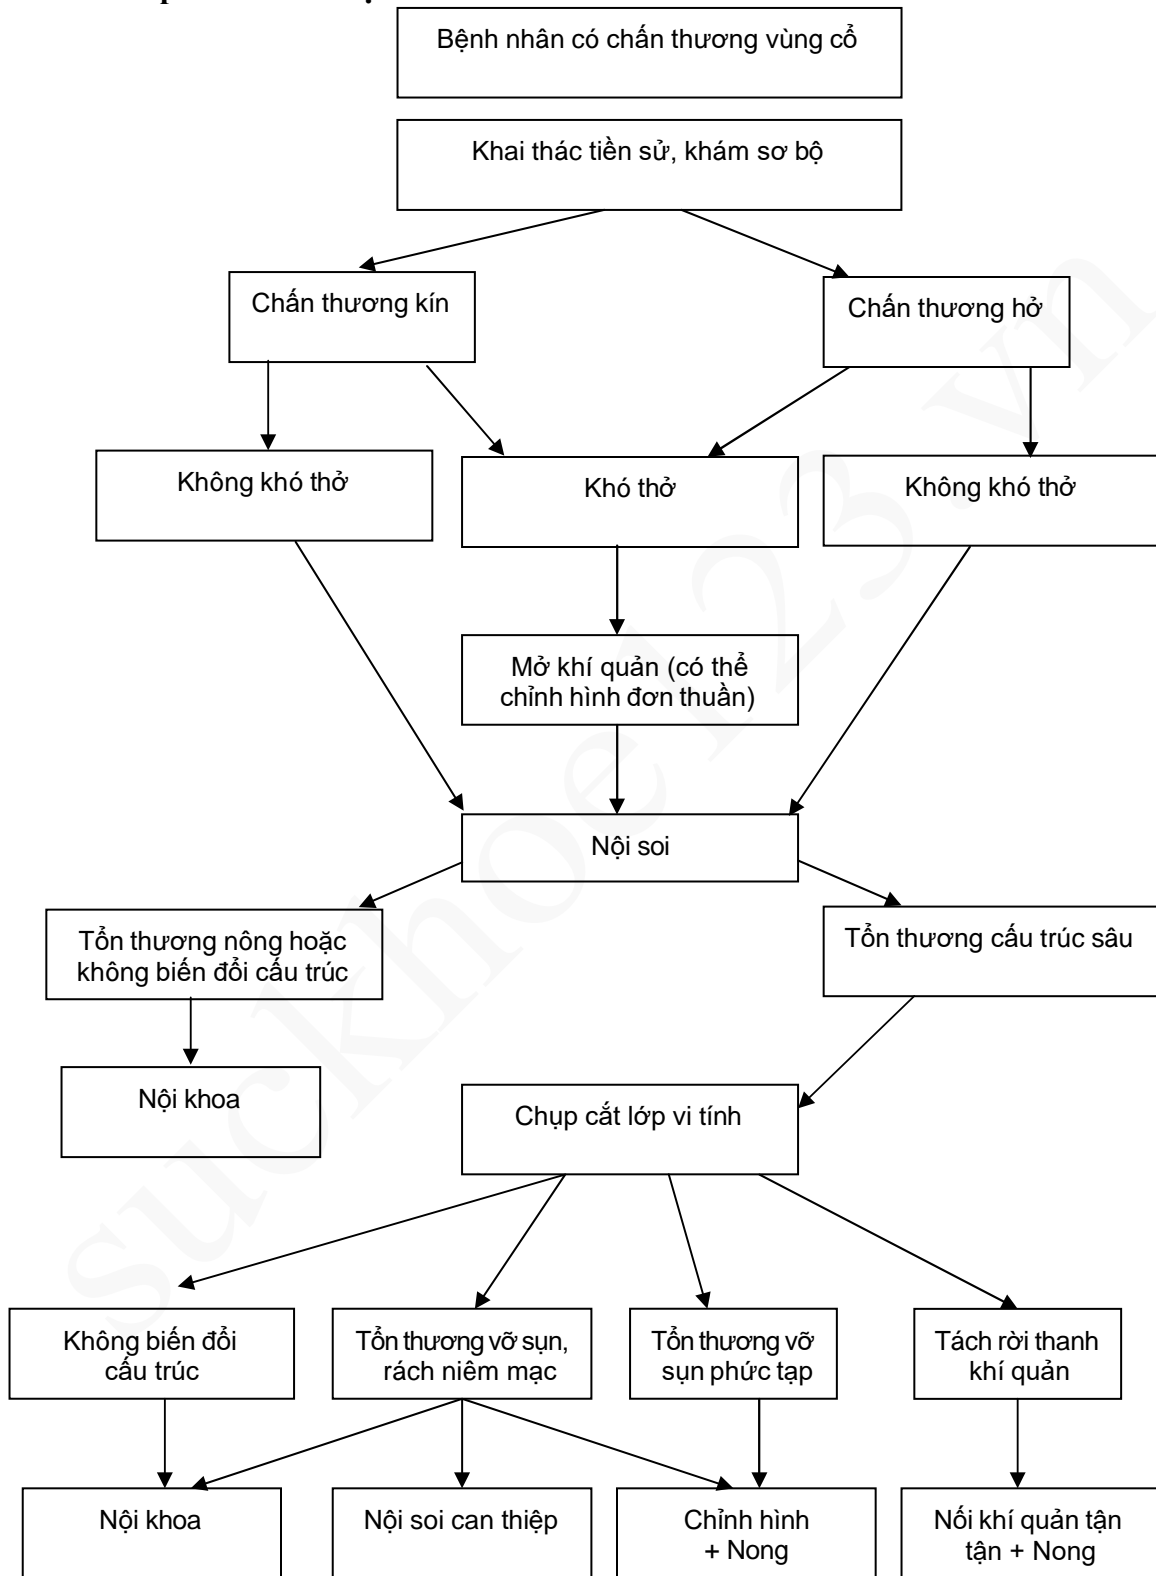 Bệnh nhân có chấn thương vùng cổ
Khai thác tiền sử, khám sơ bộ
Chấn thương kín
Chấn thương hở
Không khó thở
Khó thở
Không khó thở
Mở khí quản (có thể
chỉnh hình đơn thuần)
Nội soi
Tổn thương nông hoặc
không biến đổi cấu trúc
Tổn thương cấu trúc sâu
Nội khoa
Chụp cắt lớp vi tính
Không biến đổi
cấu trúc
Tổn thương vỡ sụn,
rách niêm mạc
Tổn thương vỡ
sụn phức tạp
Tách rời thanh
khí quản
Nội khoa
Nội soi can thiệp
Chỉnh hình
+ Nong
Nối khí quản tận
tận + Nong
suckhoe123.vn